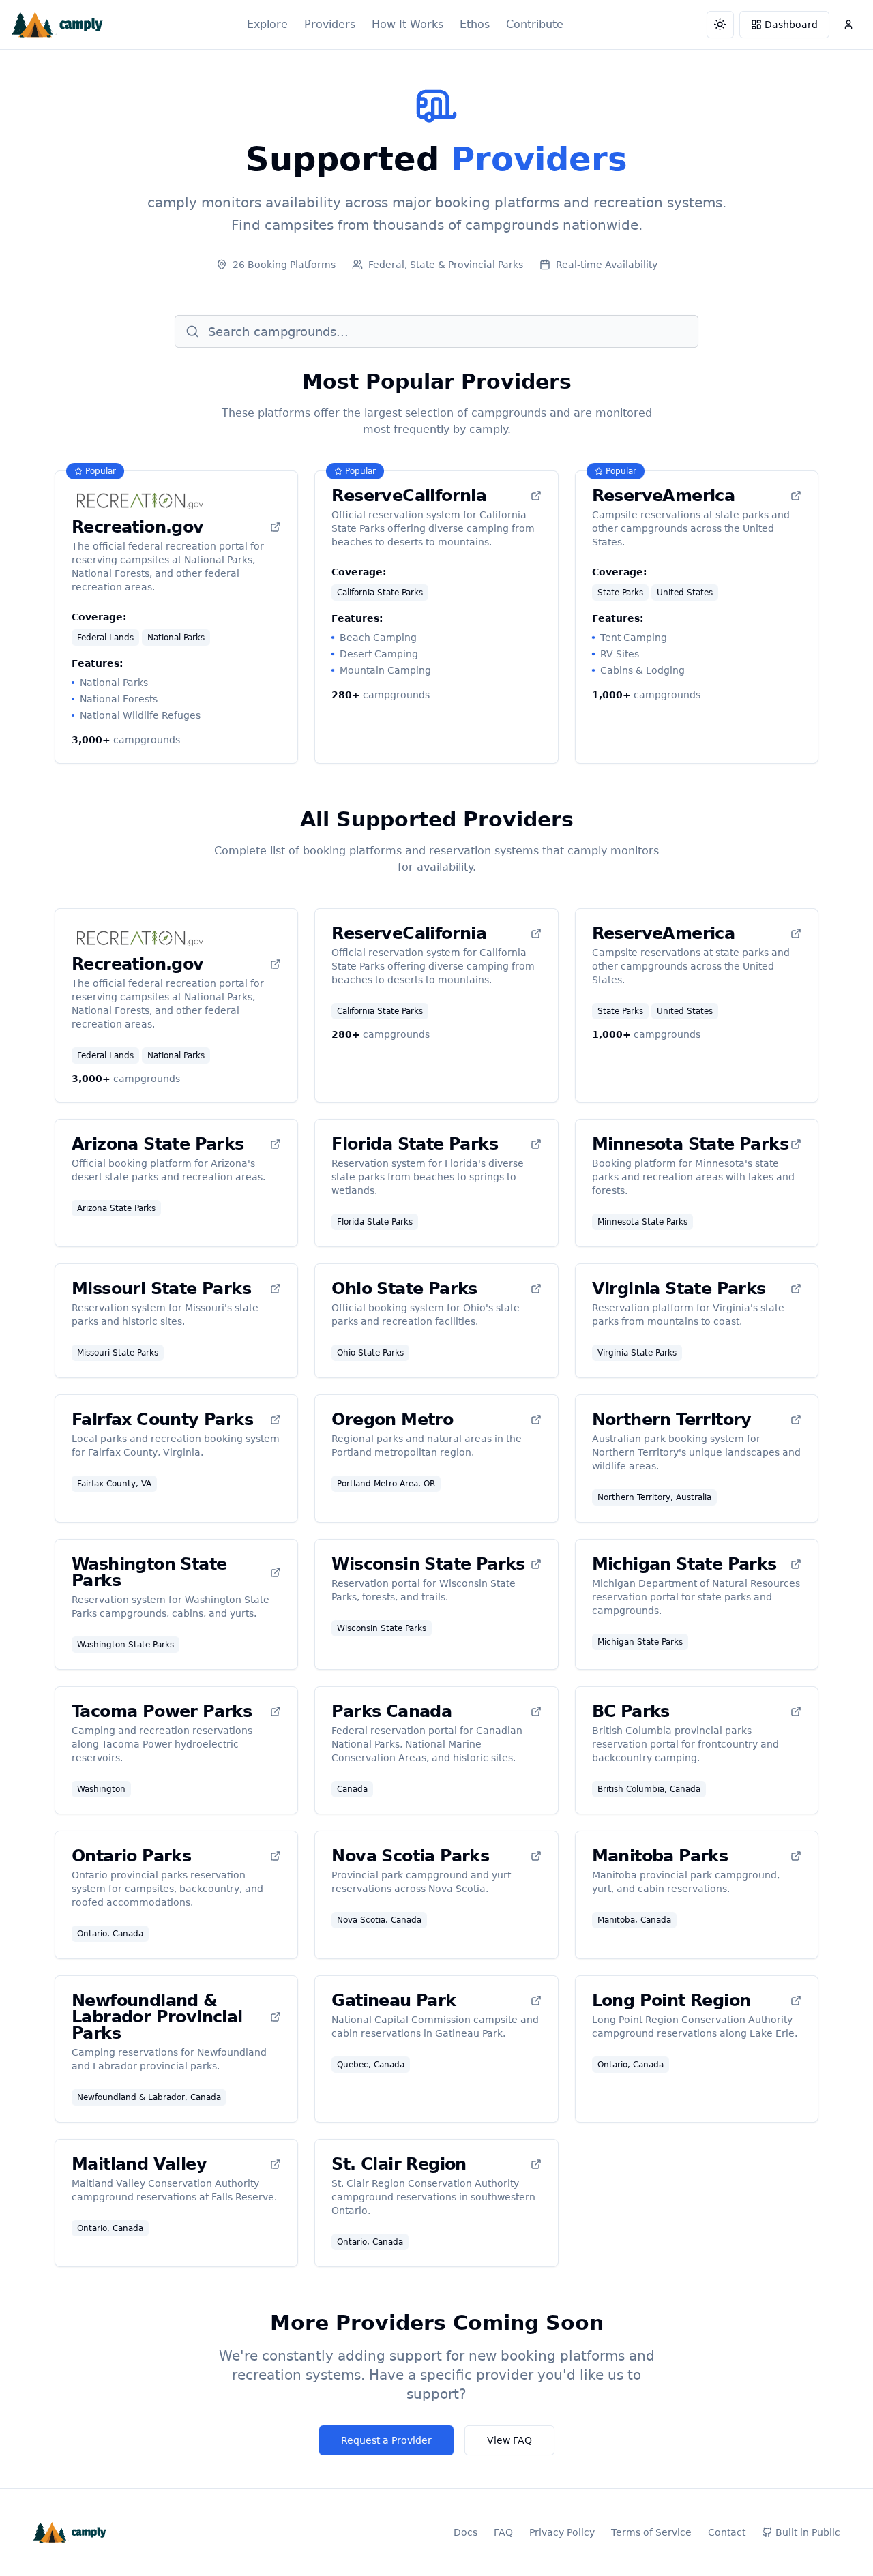 camply
Explore
Providers
How It Works
Ethos
Contribute
Dashboard
Supported Providers
camply monitors availability across major booking platforms and recreation systems.
Find campsites from thousands of campgrounds nationwide.
26 Booking Platforms
Federal, State & Provincial Parks
Real-time Availability
Search campgrounds...
Most Popular Providers
These platforms offer the largest selection of campgrounds and are monitored
most frequently by camply.
Popular
RECREATION.gov
Recreation.gov
The official federal recreation portal for
reserving campsites at National Parks,
National Forests, and other federal
recreation areas.
Coverage:
Federal Lands
National Parks
Features:
• National Parks
• National Forests
• National Wildlife Refuges
3,000+ campgrounds
Popular
ReserveCalifornia
Official reservation system for California
State Parks offering diverse camping from
beaches to deserts to mountains.
Coverage:
California State Parks
Features:
• Beach Camping
• Desert Camping
• Mountain Camping
280+ campgrounds
Popular
ReserveAmerica
Campsite reservations at state parks and
other campgrounds across the United
States.
Coverage:
State Parks
United States
Features:
• Tent Camping
• RV Sites
• Cabins & Lodging
1,000+ campgrounds
All Supported Providers
Complete list of booking platforms and reservation systems that camply monitors
for availability.
RECREATION.gov
Recreation.gov
The official federal recreation portal for
reserving campsites at National Parks,
National Forests, and other federal
recreation areas.
Federal Lands
National Parks
3,000+ campgrounds
ReserveCalifornia
Official reservation system for California
State Parks offering diverse camping from
beaches to deserts to mountains.
California State Parks
280+ campgrounds
ReserveAmerica
Campsite reservations at state parks and
other campgrounds across the United
States.
State Parks
United States
1,000+ campgrounds
Arizona State Parks
Official booking platform for Arizona's
desert state parks and recreation areas.
Arizona State Parks
Florida State Parks
Reservation system for Florida's diverse
state parks from beaches to springs to
wetlands.
Florida State Parks
Minnesota State Parks
Booking platform for Minnesota's state
parks and recreation areas with lakes and
forests.
Minnesota State Parks
Missouri State Parks
Reservation system for Missouri's state
parks and historic sites.
Missouri State Parks
Ohio State Parks
Official booking system for Ohio's state
parks and recreation facilities.
Ohio State Parks
Virginia State Parks
Reservation platform for Virginia's state
parks from mountains to coast.
Virginia State Parks
Fairfax County Parks
Local parks and recreation booking system
for Fairfax County, Virginia.
Fairfax County, VA
Oregon Metro
Regional parks and natural areas in the
Portland metropolitan region.
Portland Metro Area, OR
Northern Territory
Australian park booking system for
Northern Territory's unique landscapes and
wildlife areas.
Northern Territory, Australia
Washington State
Parks
Reservation system for Washington State
Parks campgrounds, cabins, and yurts.
Washington State Parks
Wisconsin State Parks
Reservation portal for Wisconsin State
Parks, forests, and trails.
Wisconsin State Parks
Michigan State Parks
Michigan Department of Natural Resources
reservation portal for state parks and
campgrounds.
Michigan State Parks
Tacoma Power Parks
Camping and recreation reservations
along Tacoma Power hydroelectric
reservoirs.
Washington
Parks Canada
Federal reservation portal for Canadian
National Parks, National Marine
Conservation Areas, and historic sites.
Canada
BC Parks
British Columbia provincial parks
reservation portal for frontcountry and
backcountry camping.
British Columbia, Canada
Ontario Parks
Ontario provincial parks reservation
system for campsites, backcountry, and
roofed accommodations.
Ontario, Canada
Nova Scotia Parks
Provincial park campground and yurt
reservations across Nova Scotia.
Nova Scotia, Canada
Manitoba Parks
Manitoba provincial park campground,
yurt, and cabin reservations.
Manitoba, Canada
Newfoundland &
Labrador Provincial
Parks
Camping reservations for Newfoundland
and Labrador provincial parks.
Newfoundland & Labrador, Canada
Gatineau Park
National Capital Commission campsite and
cabin reservations in Gatineau Park.
Quebec, Canada
Long Point Region
Long Point Region Conservation Authority
campground reservations along Lake Erie.
Ontario, Canada
Maitland Valley
Maitland Valley Conservation Authority
campground reservations at Falls Reserve.
Ontario, Canada
St. Clair Region
St. Clair Region Conservation Authority
campground reservations in southwestern
Ontario.
Ontario, Canada
More Providers Coming Soon
We're constantly adding support for new booking platforms and
recreation systems. Have a specific provider you'd like us to
support?
Request a Provider
View FAQ
camply
Docs
FAQ
Privacy Policy
Terms of Service
Contact
Built in Public